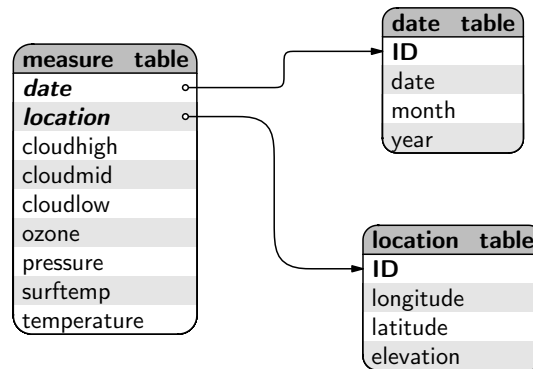 measure table
date
location
cloudhigh
cloudmid
cloudlow
ozone
pressure
surftemp
temperature
date table
ID
date
month
year
location table
ID
longitude
latitude
elevation